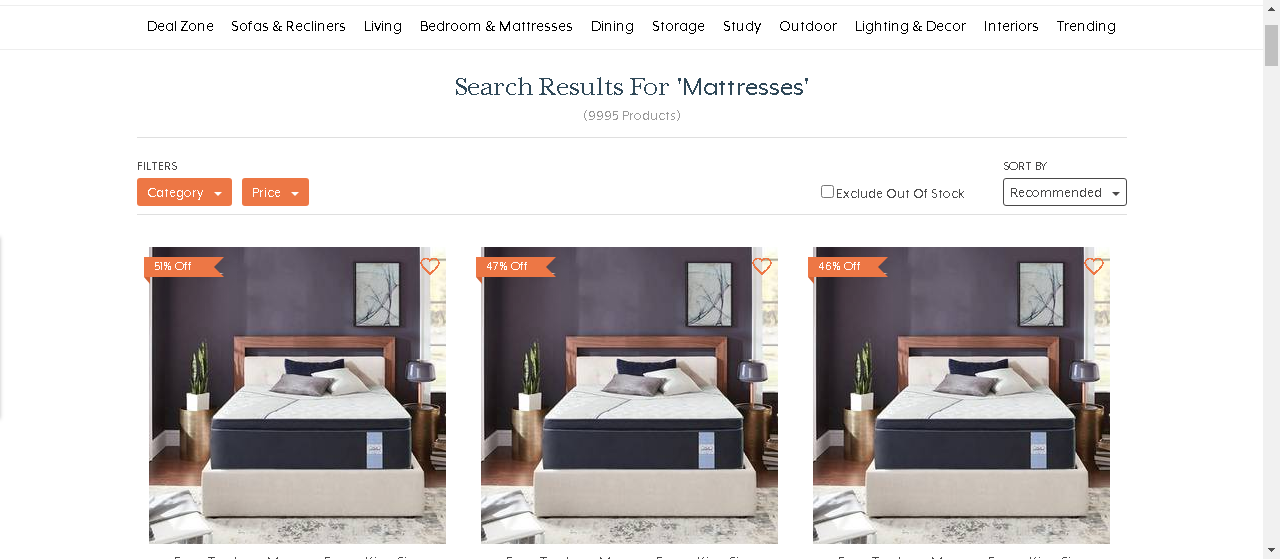 Deal Zone Sofas & Recliners Living Bedroom & Mattresses Dining Storage Study Outdoor Lighting & Decor Interiors Trending
Search Results For 'Mattresses'
(9995 Products)
FILTERS SORT BY
Category Price Exclude Out Of Stock Recommended
51% Off 47% Off 46% Off